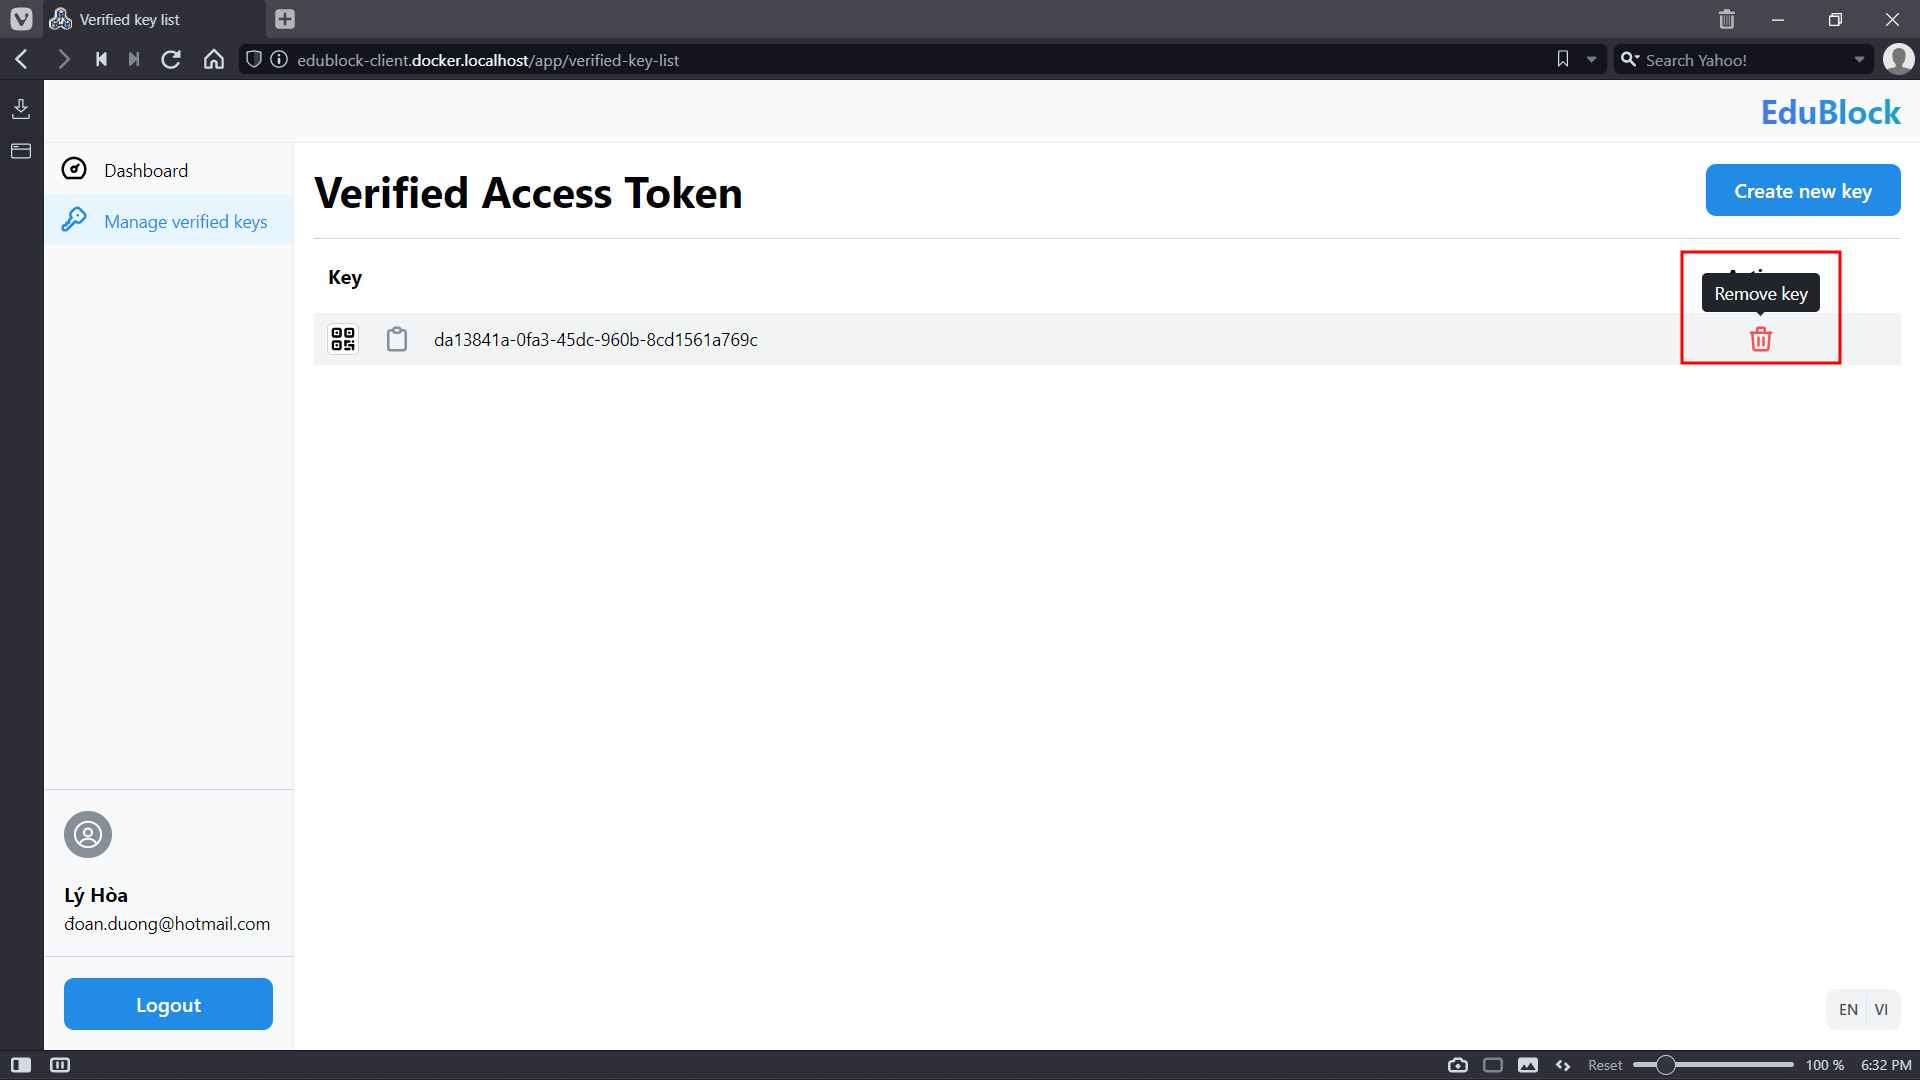 Verified key list
edublock-client.docker.localhost/app/verified-key-list
Search Yahoo!
EduBlock
Dashboard
Manage verified keys
Verified Access Token
Create new key
Key
Remove key
da13841a-0fa3-45dc-960b-8cd1561a769c
Lý Hòa
đoan.duong@hotmail.com
Logout
EN VI
Reset
100 %
6:32 PM